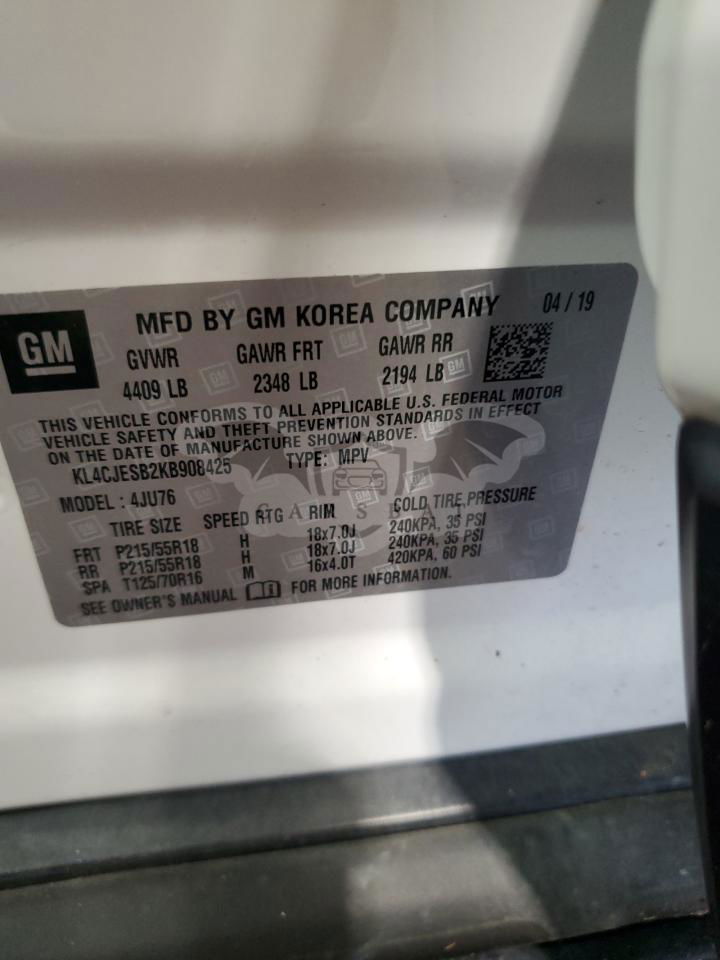 GM
MFD BY GM KOREA COMPANY 04 / 19
GVWR GAWR FRT GAWR RR
4409 LB 2348 LB 2194 LB
THIS VEHICLE CONFORMS TO ALL APPLICABLE U.S. FEDERAL MOTOR
VEHICLE SAFETY AND THEFT PREVENTION STANDARDS IN EFFECT
ON THE DATE OF MANUFACTURE SHOWN ABOVE.
KL4CJESB2KB908425 TYPE: MPV
MODEL : 4JU76
TIRE SIZE SPEED RTG RIM COLD TIRE PRESSURE
FRT P215/55R18 H 18x7.0J 240KPA, 35 PSI
RR P215/55R18 H 18x7.0J 240KPA, 35 PSI
SPA T125/70R16 M 16x4.0T 420KPA, 60 PSI
SEE OWNER'S MANUAL FOR MORE INFORMATION.